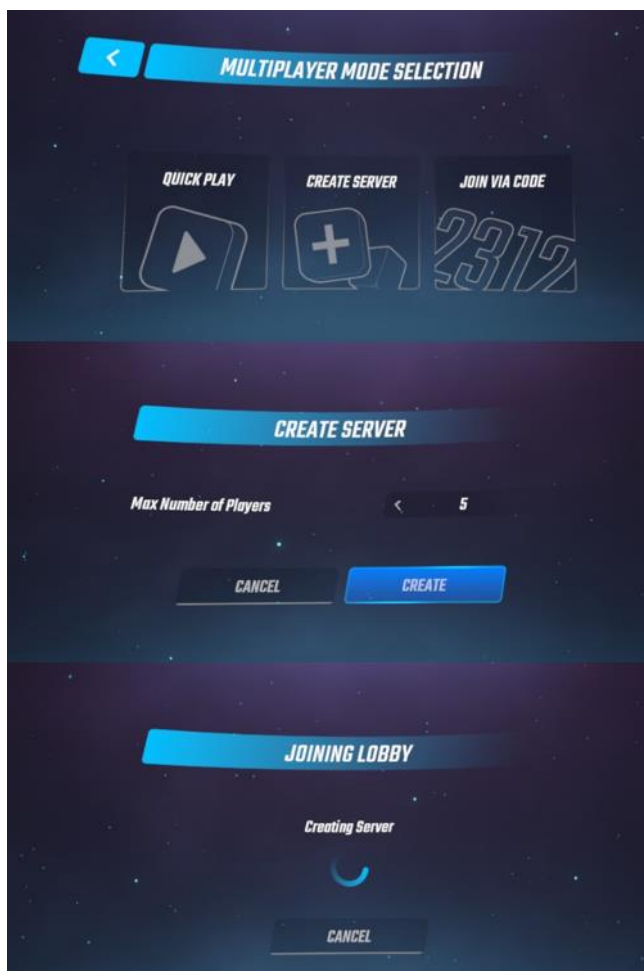 MULTIPLAYER MODE SELECTION
QUICK PLAY
CREATE SERVER
JOIN VIA CODE
2312
CREATE SERVER
Max Number of Players
5
CANCEL
CREATE
JOINING LOBBY
Creating Server
CANCEL